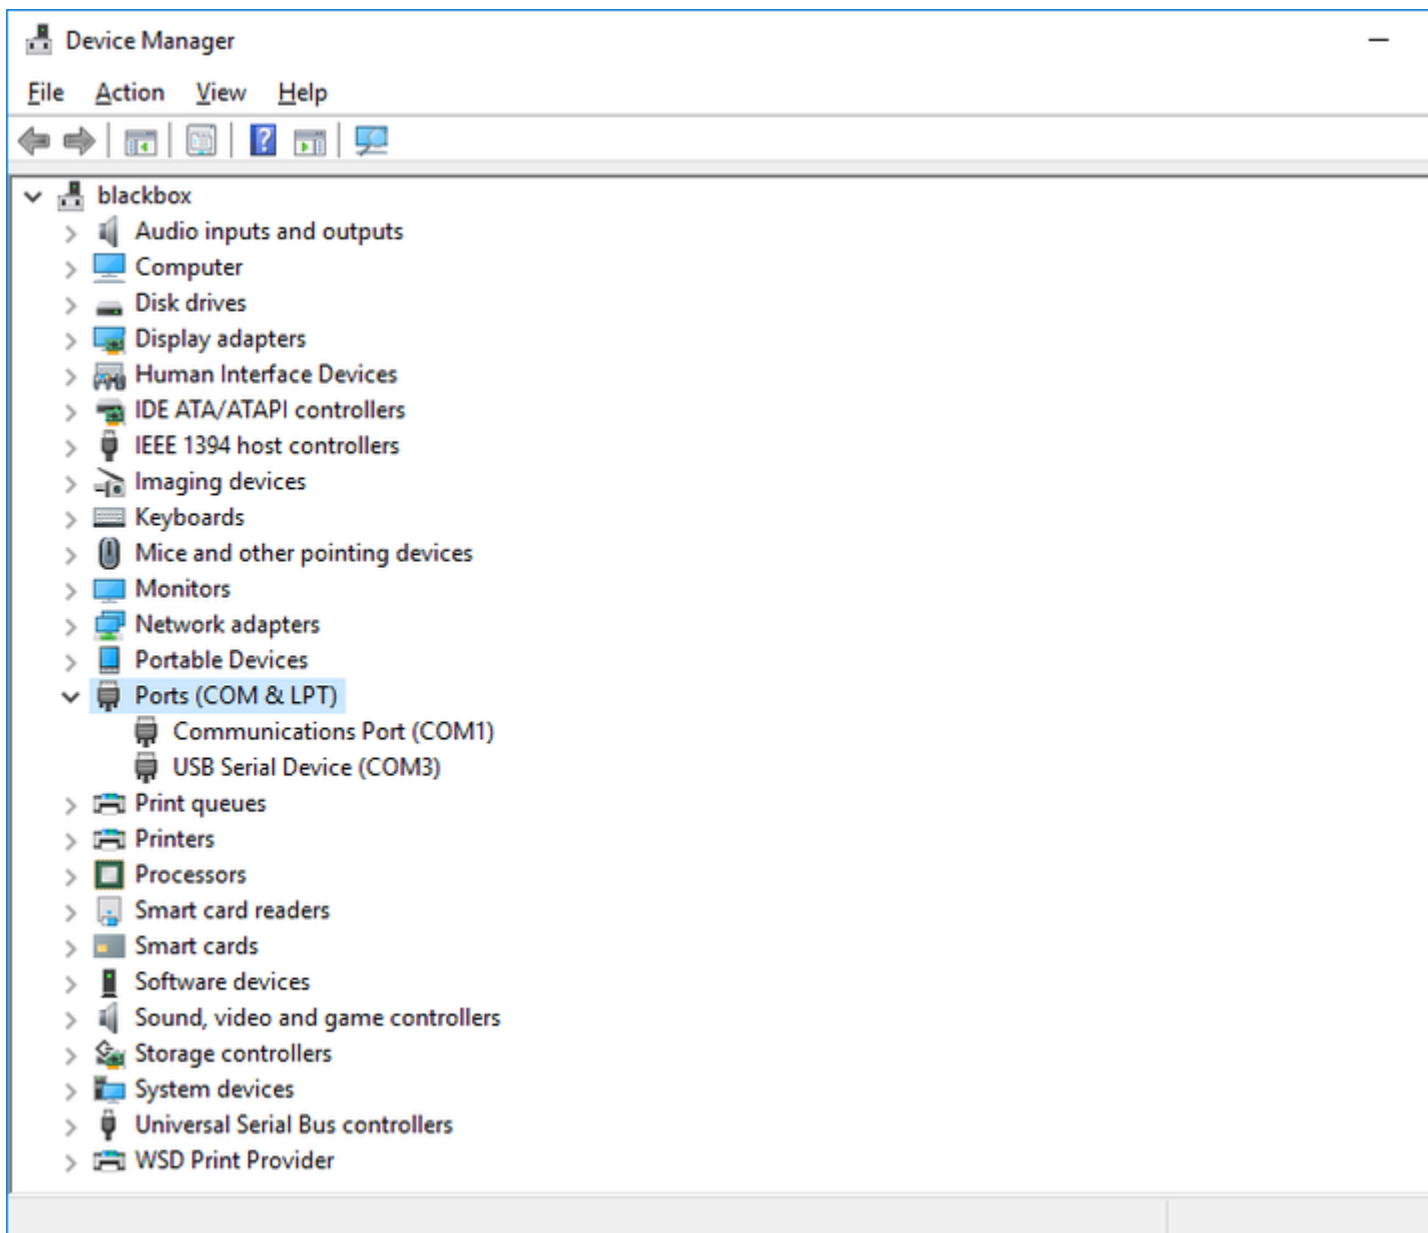 Device Manager
File Action View Help
blackbox
Audio inputs and outputs
Computer
Disk drives
Display adapters
Human Interface Devices
IDE ATA/ATAPI controllers
IEEE 1394 host controllers
Imaging devices
Keyboards
Mice and other pointing devices
Monitors
Network adapters
Portable Devices
Ports (COM & LPT)
Communications Port (COM1)
USB Serial Device (COM3)
Print queues
Printers
Processors
Smart card readers
Smart cards
Software devices
Sound, video and game controllers
Storage controllers
System devices
Universal Serial Bus controllers
WSD Print Provider